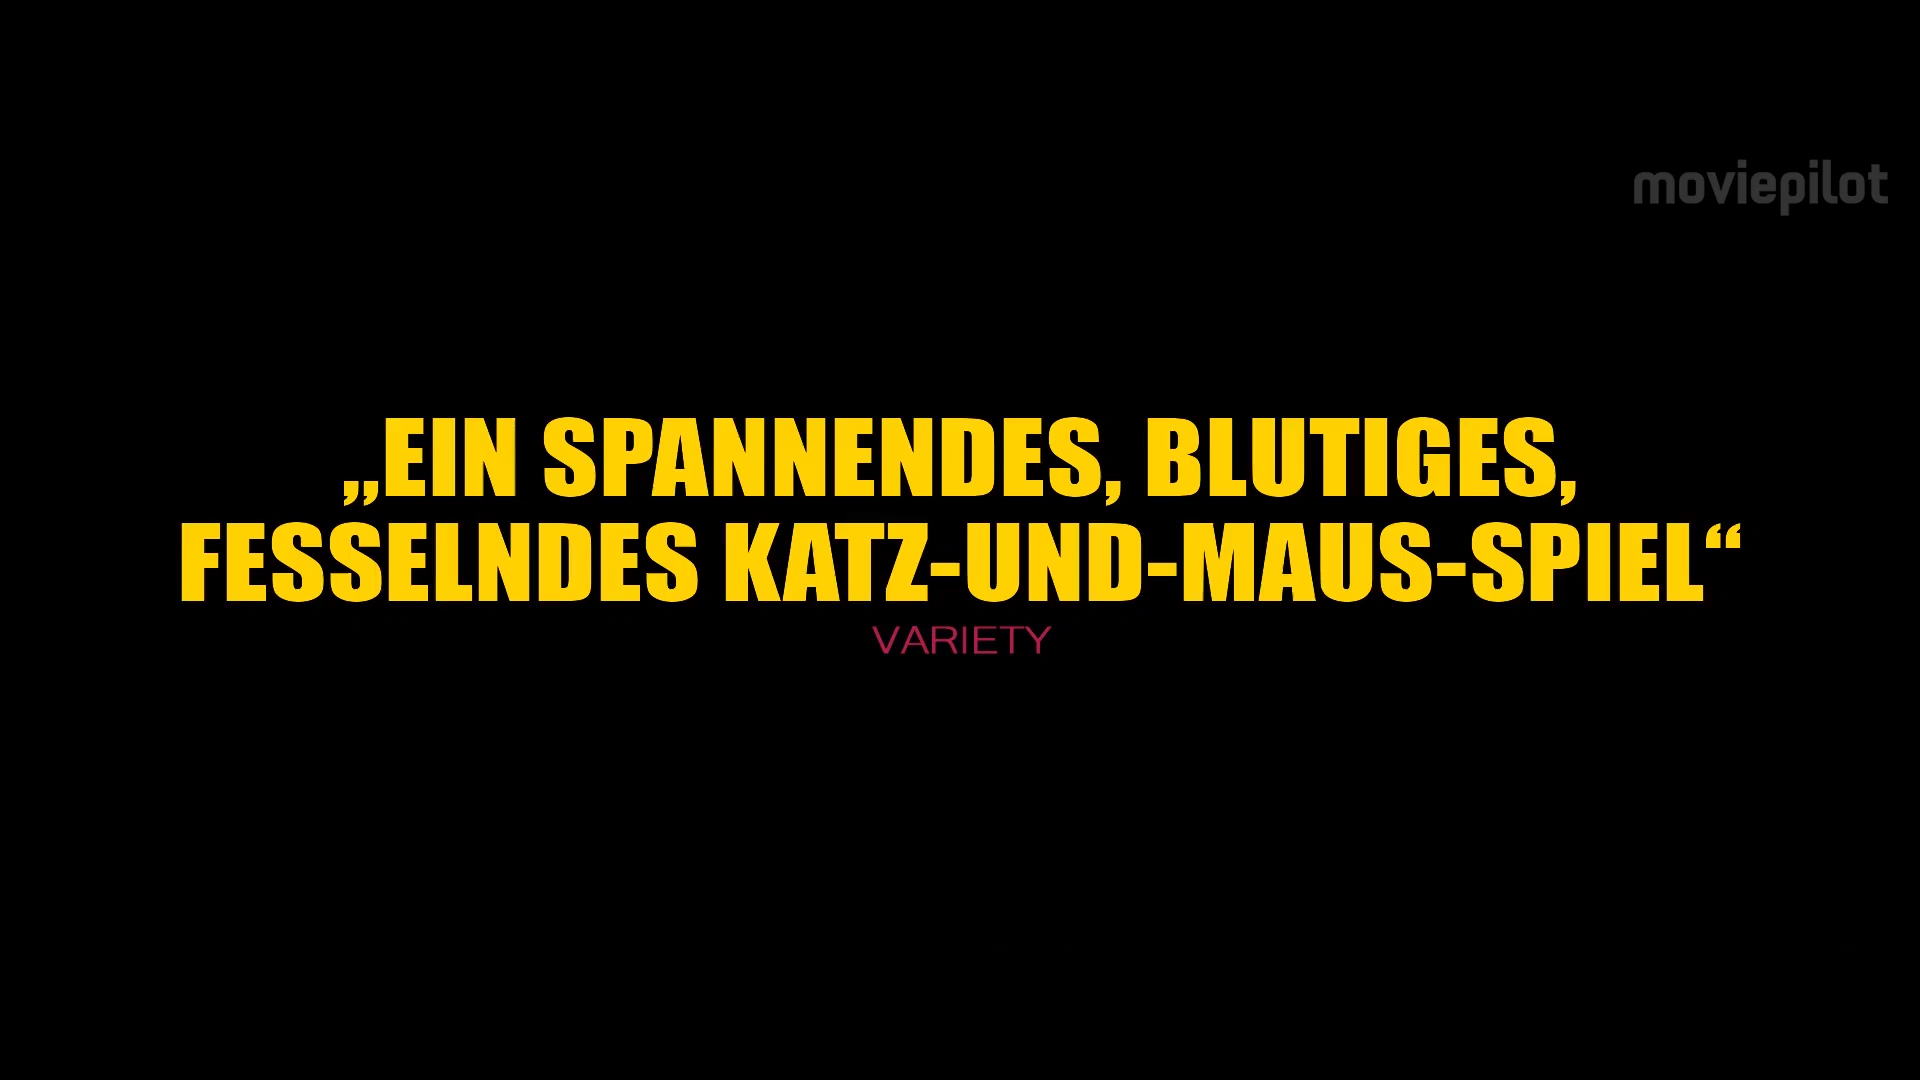 moviepilot
„EIN SPANNENDES, BLUTIGES,
FESSELNDES KATZ-UND-MAUS-SPIEL“
VARIETY